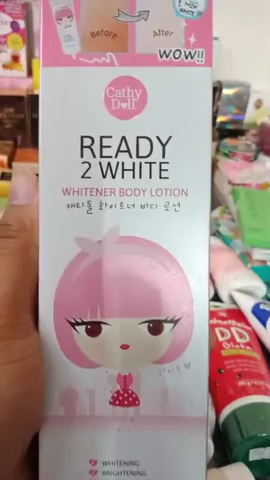 Before
After
WOW!!
Cathy
Doll
READY
2 WHITE
WHITENER BODY LOTION
캐티돌 화이트너 바디 로션
WHITENING
BRIGHTENING
DD